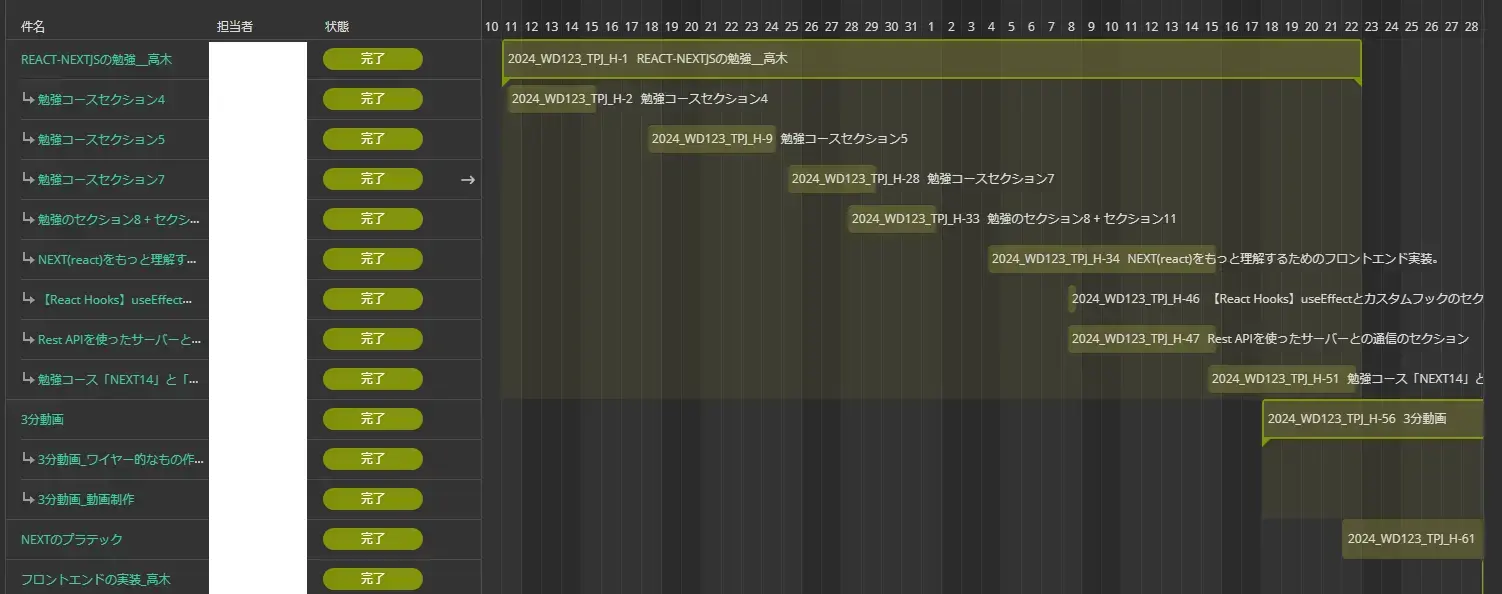 件名 担当者 状態 10 11 12 13 14 15 16 17 18 19 20 21 22 23 24 25 26 27 28 29 30 31 1 2 3 4 5 6 7 8 9 10 11 12 13 14 15 16 17 18 19 20 21 22 23 24 25 26 27 28
REACT-NEXTJSの勉強__高木 完了 2024_WD123_TPJ_H-1 REACT-NEXTJSの勉強__高木
勉強コースセクション4 完了 2024_WD123_TPJ_H-2 勉強コースセクション4
勉強コースセクション5 完了 2024_WD123_TPJ_H-9 勉強コースセクション5
勉強コースセクション7 完了 → 2024_WD123_TPJ_H-28 勉強コースセクション7
勉強のセクション8 + セクシ... 完了 2024_WD123_TPJ_H-33 勉強のセクション8 + セクション11
NEXT(react)をもっと理解す... 完了 2024_WD123_TPJ_H-34 NEXT(react)をもっと理解するためのフロントエンド実装。
【React Hooks】useEffect... 完了 2024_WD123_TPJ_H-46 【React Hooks】useEffectとカスタムフックのセク
Rest APIを使ったサーバーと... 完了 2024_WD123_TPJ_H-47 Rest APIを使ったサーバーとの通信のセクション
勉強コース「NEXT14」と「... 完了 2024_WD123_TPJ_H-51 勉強コース「NEXT14」と
3分動画 完了 2024_WD123_TPJ_H-56 3分動画
3分動画_ワイヤー的なもの作... 完了
3分動画_動画制作 完了
NEXTのプラテック 完了 2024_WD123_TPJ_H-61
フロントエンドの実装_高木 完了